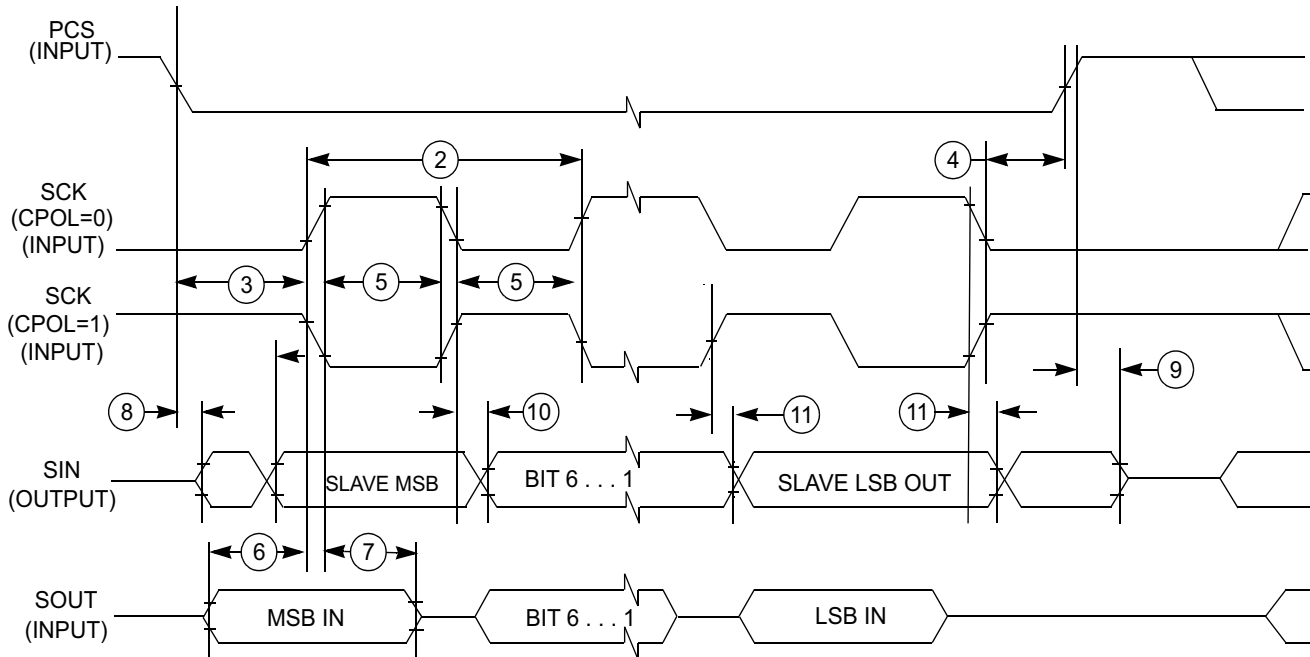 PCS
(INPUT)
2
4
SCK
(CPOL=0)
(INPUT)
3
5
5
SCK
(CPOL=1)
(INPUT)
8
10
11
11
9
SIN
(OUTPUT)
SLAVE MSB
BIT 6 . . . 1
SLAVE LSB OUT
6
7
SOUT
(INPUT)
MSB IN
BIT 6 . . . 1
LSB IN